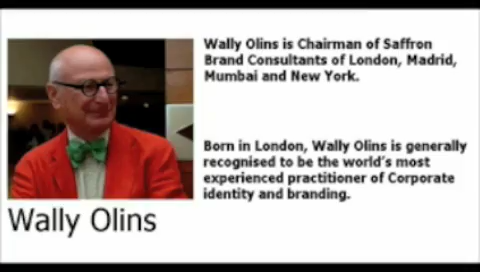 Wally Olins is Chairman of Saffron
Brand Consultants of London, Madrid,
Mumbai and New York.
Born in London, Wally Olins is generally
recognised to be the world's most
experienced practitioner of Corporate
identity and branding.
Wally Olins